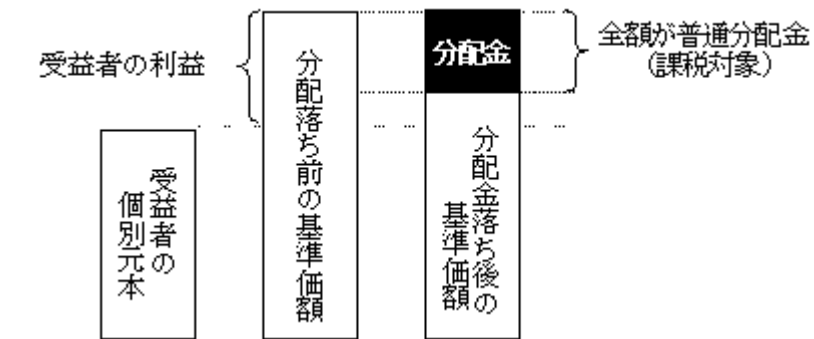 受益者の利益
受益者の
個別元本
分配落ち前の基準価額
分配金
分配金落ち後の
基準価額
全額が普通分配金
(課税対象)